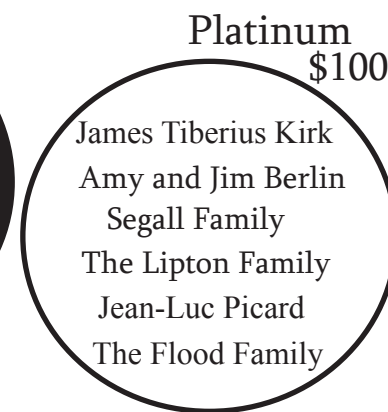 Platinum
$100
James Tiberius Kirk
Amy and Jim Berlin
Segall Family
The Lipton Family
Jean-Luc Picard
The Flood Family